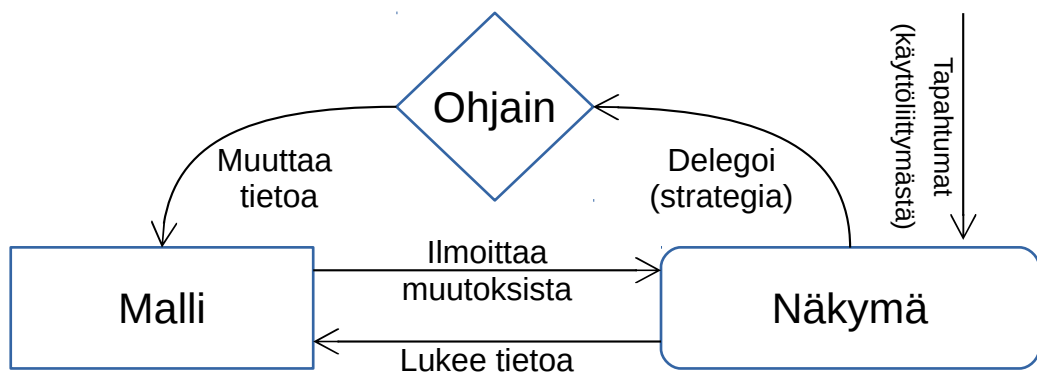 Ohjain
Tapahtumat
(käyttöliittymästä)
Muuttaa
tietoa
Delegoi
(strategia)
Ilmoittaa
muutoksista
Malli
Näkymä
Lukee tietoa